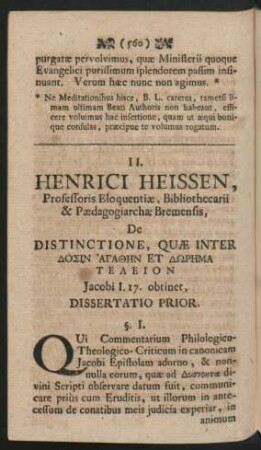 (560)
purgatæ pervolvimus, quæ Ministerii quoque
Evangelici purissimum splendorem passim insi-
nuant. Verum hæc nunc non agimus. *
* Ne Meditationibus hisce, B. L. careres, tametsi li-
mam ultimam Beati Authoris non habeant, effi-
cere volumus hac insertione, quam ut æqui boni-
que consulas, præcipue te volumus rogatum.
II.
HENRICI HEISSEN,
Professoris Eloquentiæ, Bibliothecarii
& Pædagogiarchæ Bremensis,
De
DISTINCTIONE, QUÆ INTER
ΔΟΣΙΝ ἈΓΑΘΗΝ ET ΔΩΡΗΜΑ
ΤΕΛΕΙΟΝ
Jacobi I. 17. obtinet,
DISSERTATIO PRIOR.
§. I.
QUi Commentarium Philologico-
Theologico-Criticum in canonicam
Jacobi Epistolam adorno, & non-
nulla eorum, quæ ad
vini Scripti observare datum fuit, communi-
care prius cum Eruditis, ut illorum in ante-
cessum de conatibus meis judicia experiar, in
animum